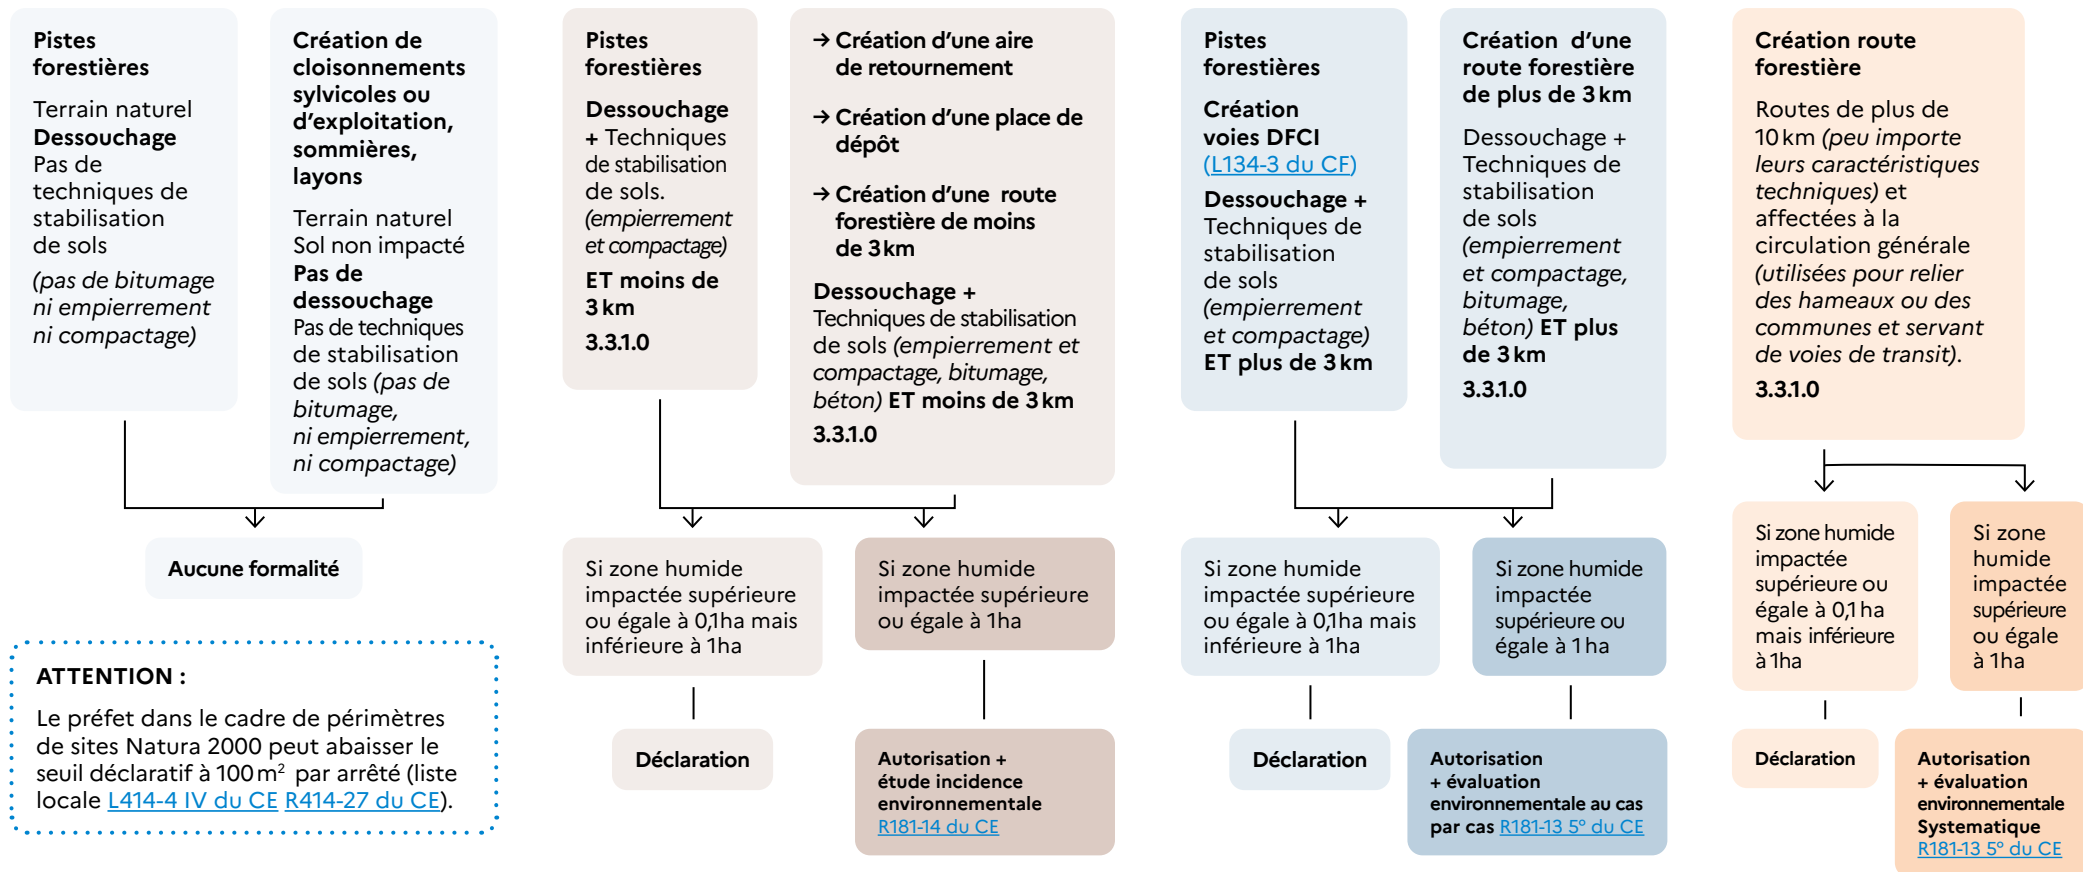 Pistes
forestières
Terrain naturel
Dessouchage
Pas de
techniques de
stabilisation
de sols
(pas de bitumage
ni empierrement
ni compactage)
Création de
cloisonnements
sylvicoles ou
d'exploitation,
sommières,
layons
Terrain naturel
Sol non impacté
Pas de
dessouchage
Pas de techniques
de stabilisation
de sols (pas de
bitumage,
ni empierrement,
ni compactage)
Aucune formalité
ATTENTION :
Le préfet dans le cadre de périmètres
de sites Natura 2000 peut abaisser le
seuil déclaratif à 100 m² par arrêté (liste
locale L414-4 IV du CE R414-27 du CE).
Pistes
forestières
Dessouchage
+ Techniques
de stabilisation
de sols.
(empierrement
et compactage)
ET moins de
3 km
3.3.1.0
→ Création d'une aire
de retournement
→ Création d'une place de
dépôt
→ Création d'une route
forestière de moins
de 3 km
Dessouchage +
Techniques de stabilisation
de sols (empierrement et
compactage, bitumage,
béton) ET moins de 3 km
3.3.1.0
Si zone humide
impactée supérieure
ou égale à 0,1ha mais
inférieure à 1ha
Déclaration
Si zone humide
impactée supérieure
ou égale à 1ha
Autorisation +
étude incidence
environnementale
R181-14 du CE
Pistes
forestières
Création
voies DFCI
(L134-3 du CF)
Dessouchage +
Techniques de
stabilisation
de sols
(empierrement
et compactage)
ET plus de 3 km
Création d'une
route forestière
de plus de 3 km
Dessouchage +
Techniques de
stabilisation
de sols
(empierrement
et compactage,
bitumage,
béton) ET plus
de 3 km
3.3.1.0
Si zone humide
impactée supérieure
ou égale à 0,1ha mais
inférieure à 1ha
Déclaration
Si zone humide
impactée
supérieure ou
égale à 1 ha
Autorisation
+ évaluation
environnementale au cas
par cas R181-13 5° du CE
Création route
forestière
Routes de plus de
10 km (peu importe
leurs caractéristiques
techniques) et
affectées à la
circulation générale
(utilisées pour relier
des hameaux ou des
communes et servant
de voies de transit).
3.3.1.0
Si zone humide
impactée
supérieure ou
égale à 0,1 ha
mais inférieure
à 1ha
Déclaration
Si zone
humide
impactée
supérieure
ou égale
à 1ha
Autorisation
+ évaluation
environnementale
Systematique
R181-13 5° du CE